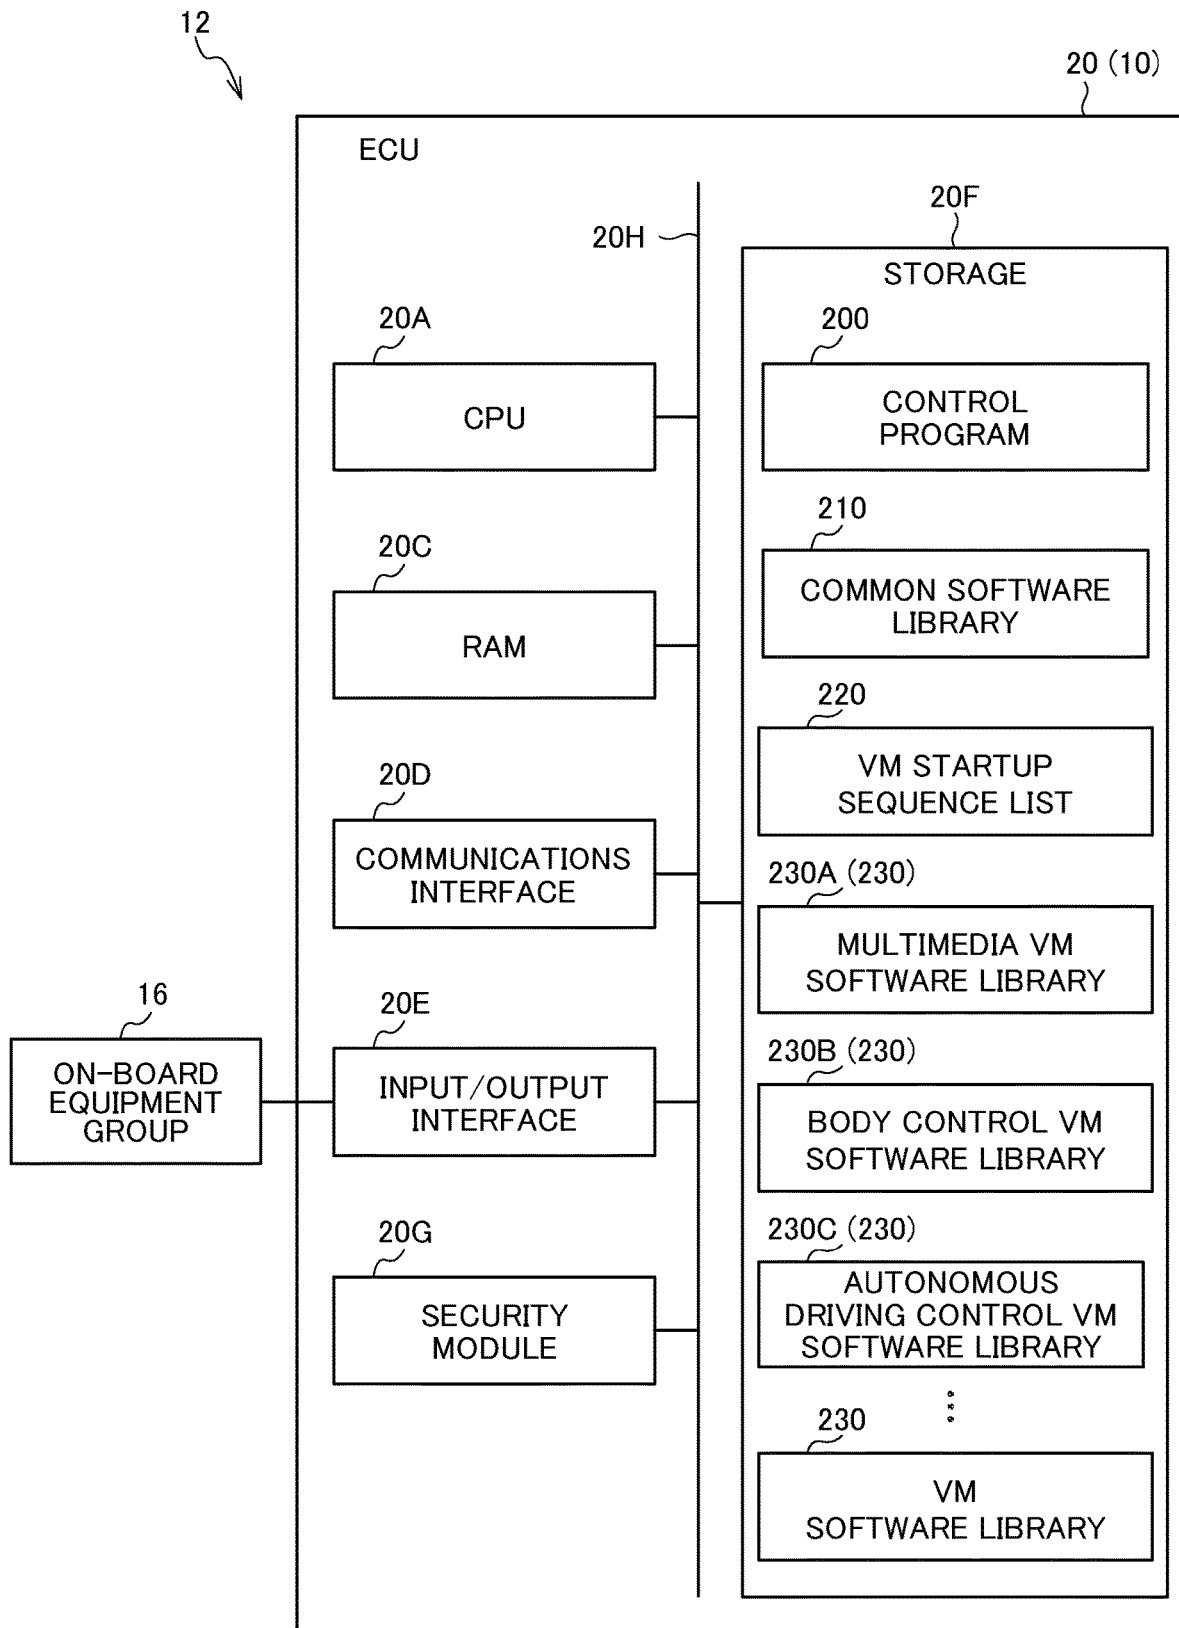 12
20 (10)
ECU
20H
20F
STORAGE
20A
CPU
200
CONTROL
PROGRAM
20C
RAM
210
COMMON SOFTWARE
LIBRARY
220
VM STARTUP
SEQUENCE LIST
20D
COMMUNICATIONS
INTERFACE
230A (230)
MULTIMEDIA VM
SOFTWARE LIBRARY
16
ON-BOARD
EQUIPMENT
GROUP
20E
INPUT/OUTPUT
INTERFACE
230B (230)
BODY CONTROL VM
SOFTWARE LIBRARY
20G
SECURITY
MODULE
230C (230)
AUTONOMOUS
DRIVING CONTROL VM
SOFTWARE LIBRARY
230
VM
SOFTWARE LIBRARY